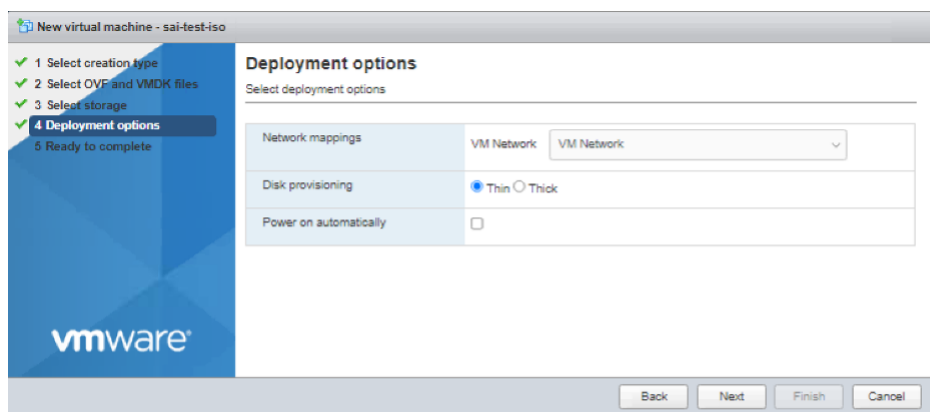 New virtual machine - sai-test-iso
1 Select creation type
2 Select OVF and VMDK files
3 Select storage
4 Deployment options
5 Ready to complete
vmware®
Deployment options
Select deployment options
Network mappings
VM Network VM Network
Disk provisioning
Thin Thick
Power on automatically
Back Next Finish Cancel